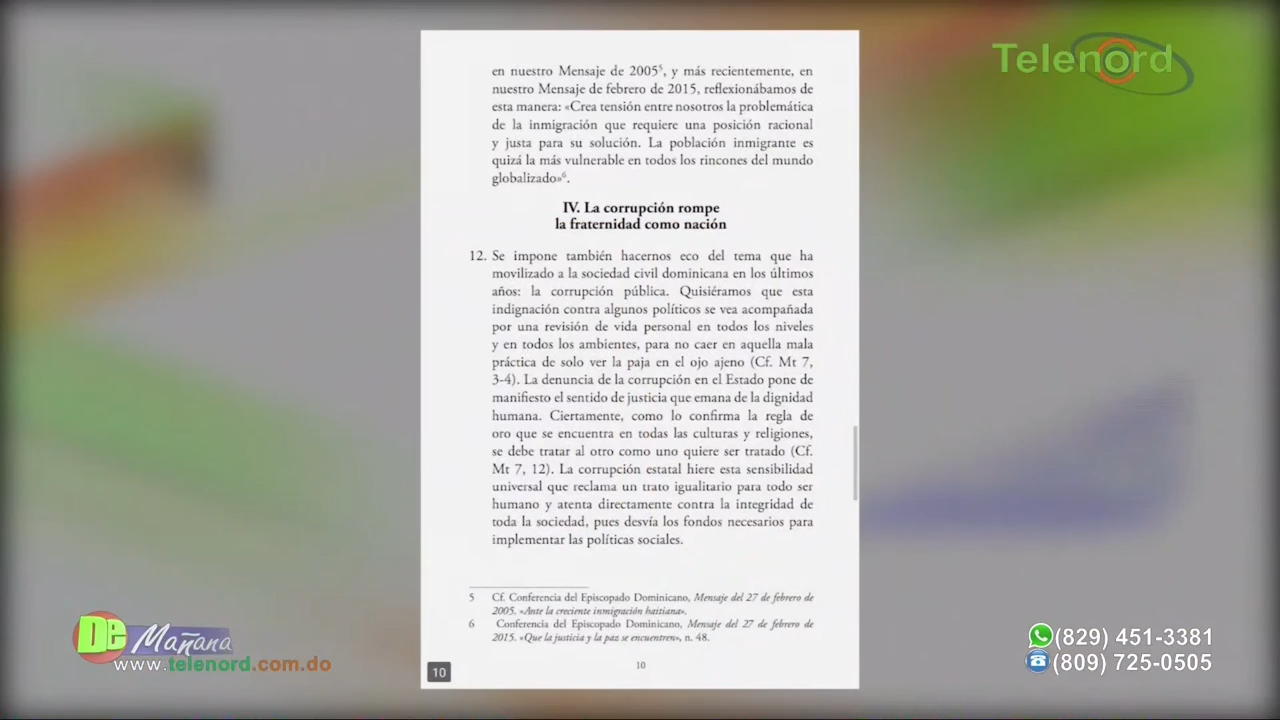 Telenord
en nuestro Mensaje de 2005⁵, y más recientemente, en
nuestro Mensaje de febrero de 2015, reflexionábamos de
esta manera: «Crea tensión entre nosotros la problemática
de la inmigración que requiere una posición racional
y justa para su solución. La población inmigrante es
quizá la más vulnerable en todos los rincones del mundo
globalizado»⁶.
IV. La corrupción rompe
la fraternidad como nación
12. Se impone también hacernos eco del tema que ha
movilizado a la sociedad civil dominicana en los últimos
años: la corrupción pública. Quisiéramos que esta
indignación contra algunos políticos se vea acompañada
por una revisión de vida personal en todos los niveles
y en todos los ambientes, para no caer en aquella mala
práctica de solo ver la paja en el ojo ajeno (Cf. Mt 7,
3-4). La denuncia de la corrupción en el Estado pone de
manifiesto el sentido de justicia que emana de la dignidad
humana. Ciertamente, como lo confirma la regla de
oro que se encuentra en todas las culturas y religiones,
se debe tratar al otro como uno quiere ser tratado (Cf.
Mt 7, 12). La corrupción estatal hiere esta sensibilidad
universal que reclama un trato igualitario para todo ser
humano y atenta directamente contra la integridad de
toda la sociedad, pues desvía los fondos necesarios para
implementar las políticas sociales.
5 Cf. Conferencia del Episcopado Dominicano, Mensaje del 27 de febrero de
2005. «Ante la creciente inmigración haitiana».
6 Conferencia del Episcopado Dominicano, Mensaje del 27 de febrero de
2015. «Que la justicia y la paz se encuentren», n. 48.
10
10
De Mañana
www.telenord.com.do
(829) 451-3381
(809) 725-0505